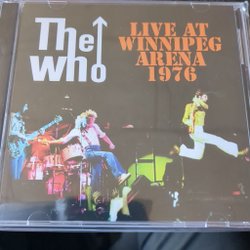 The
Who
LIVE AT
WINNIPEG
ARENA
1976